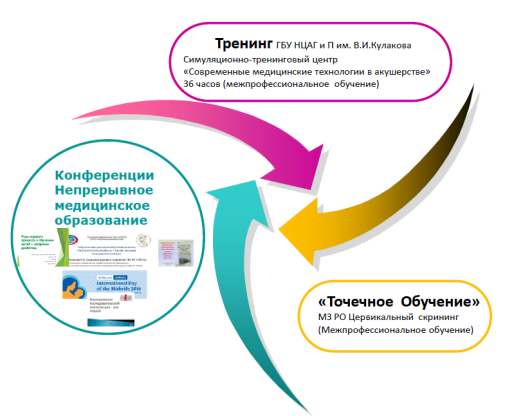 Тренинг ГБУ НЦАГ и П им. В.И.Кулакова
Симуляционно-тренинговый центр
«Современные медицинские технологии в акушерстве»
36 часов (межпрофессиональное обучение)
Конференции
Непрерывное
медицинское
образование
International Day
of the Midwife 2016
«Точечное Обучение»
МЗ РО Цервикальный скрининг
(Межпрофессиональное обучение)